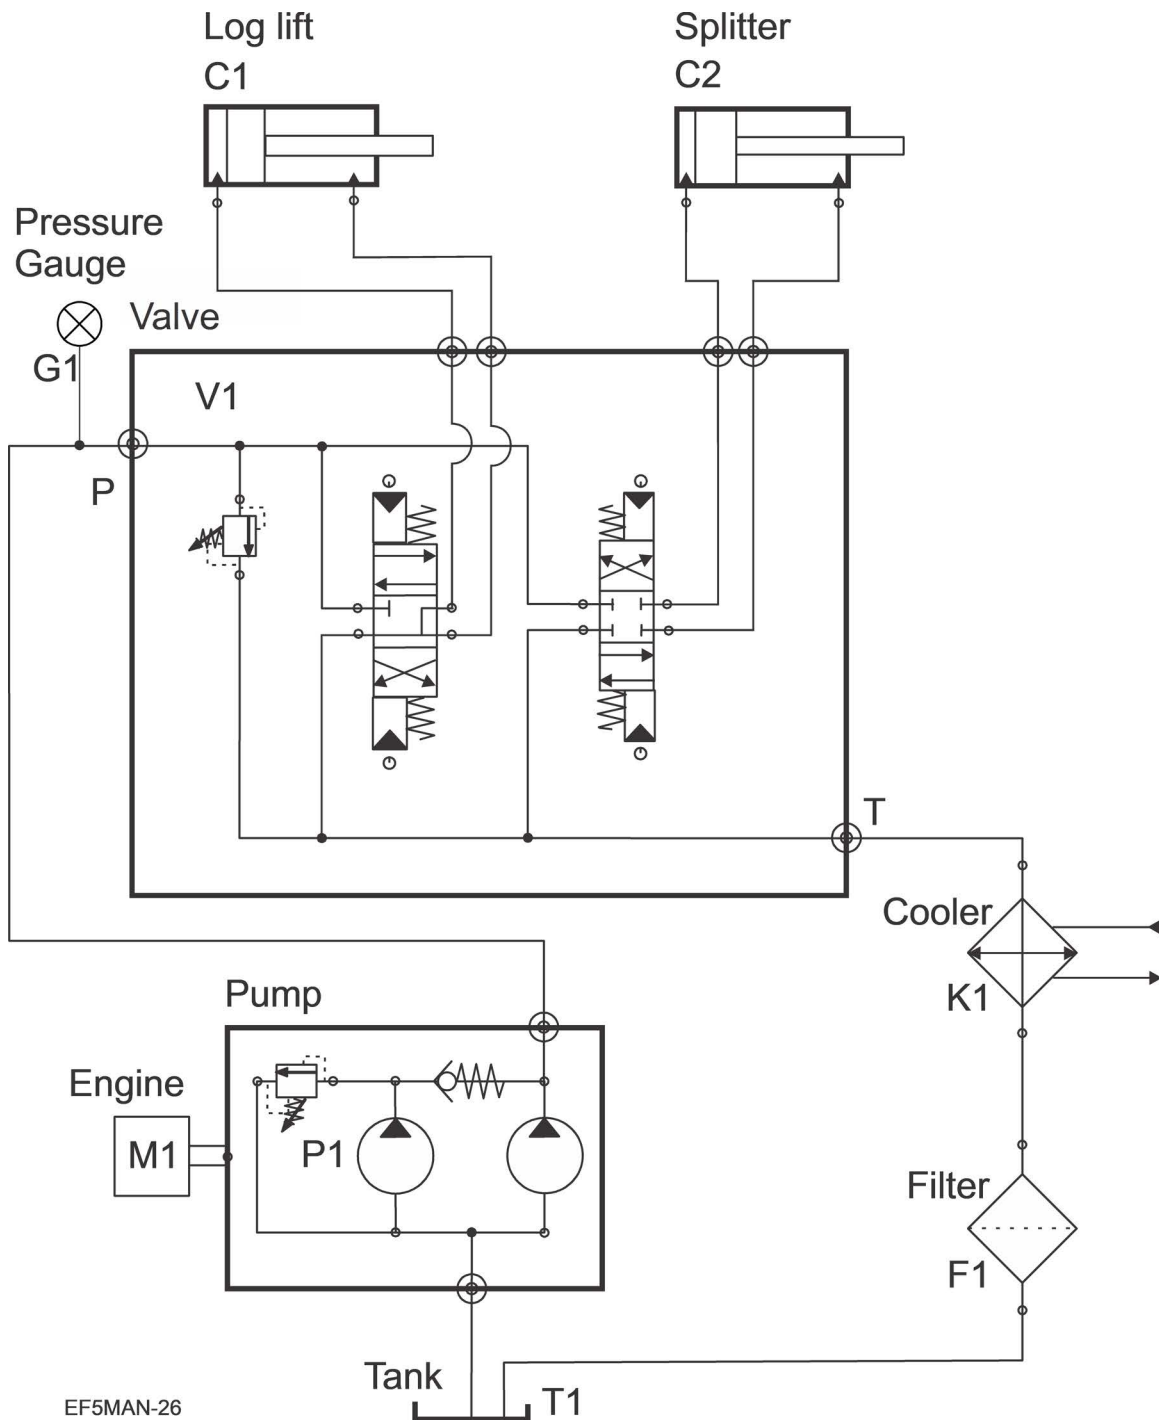 Log lift
C1
Splitter
C2
Pressure
Gauge
G1
Valve
V1
P
T
Cooler
K1
Pump
Engine
M1
P1
Filter
F1
Tank
T1
EF5MAN-26